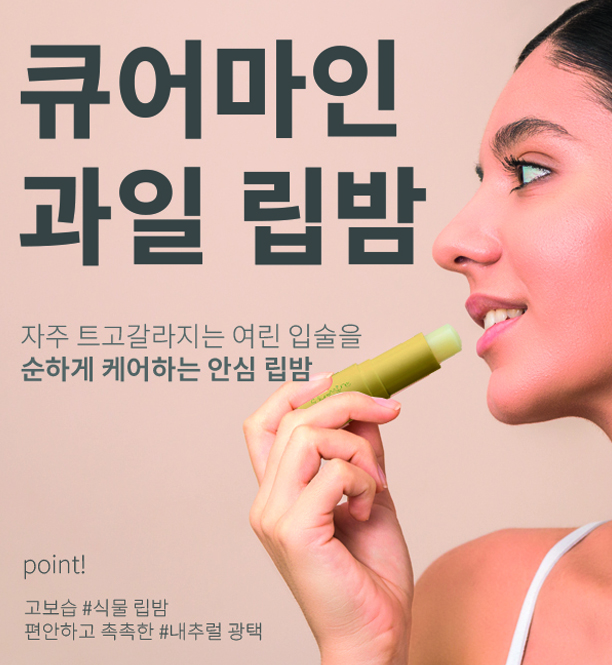 큐어마인
과일 립밤
자주 트고갈라지는 여린 입술을
순하게 케어하는 안심 립밤
point!
고보습 #식물 립밤
편안하고 촉촉한 #내추럴 광택